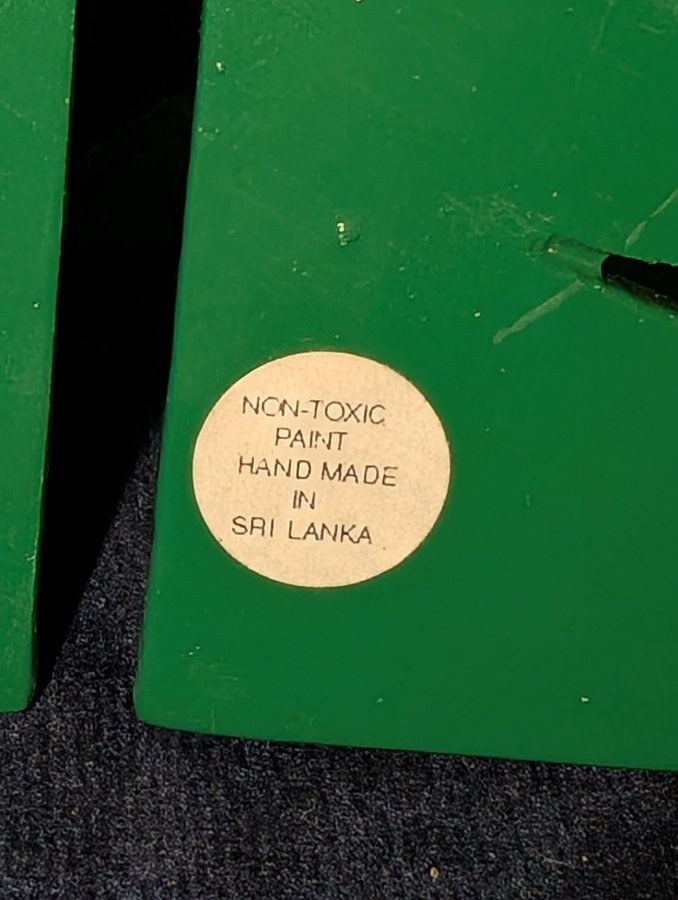 NON-TOXIC
PAINT
HAND MADE
IN
SRI LANKA